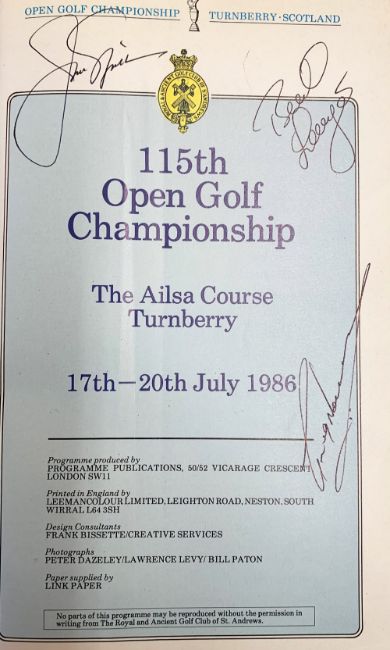 OPEN GOLF CHAMPIONSHIP TURNBERRY - SCOTLAND
115th
Open Golf
Championship
The Ailsa Course
Turnberry
17th—20th July 1986
Programme produced by
PROGRAMME PUBLICATIONS, 50/52 VICARAGE CRESCENT
LONDON SW11
Printed in England by
LEEMANCOLOUR LIMITED, LEIGHTON ROAD, NESTON, SOUTH
WIRRAL L64 3SH
Design Consultants
FRANK BISSETTE/CREATIVE SERVICES
Photographs
PETER DAZELEY/LAWRENCE LEVY/ BILL PATON
Paper supplied by
LINK PAPER
No parts of this programme may be reproduced without the permission in
writing from The Royal and Ancient Golf Club of St. Andrews.